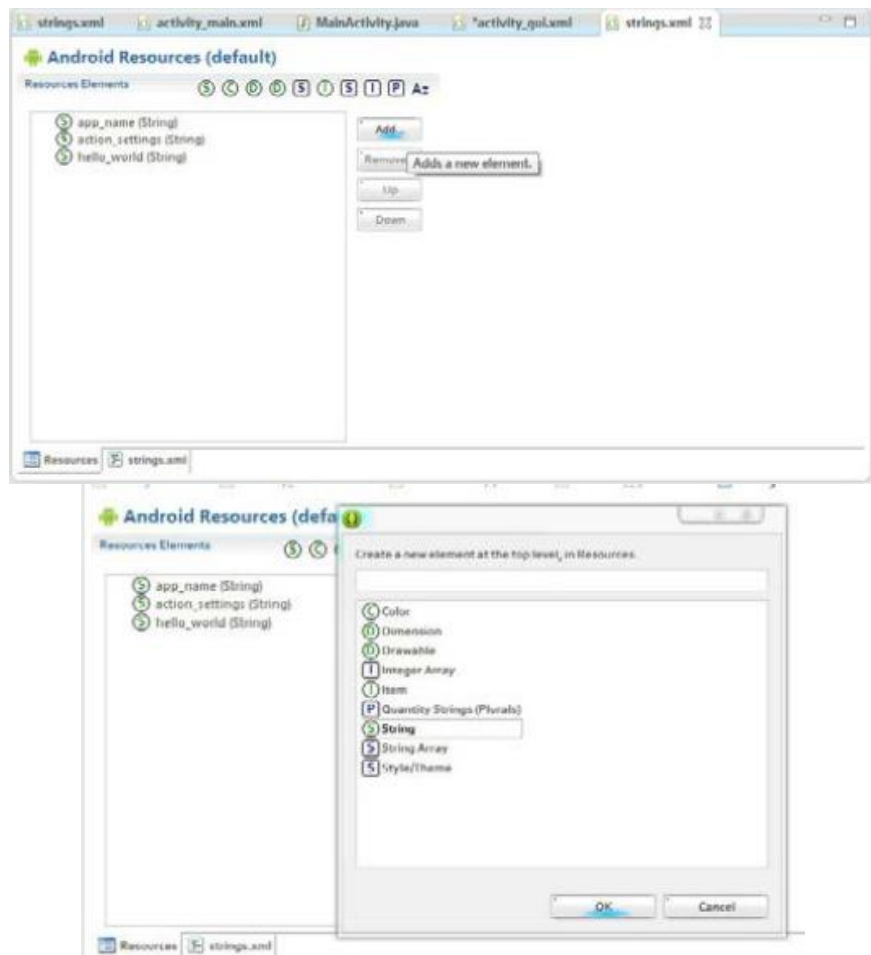 strings.xml activity_main.xml MainActivity.java *activity_gui.xml strings.xml
Android Resources (default)
Resources Elements S C D D S I S I P Az
S app_name (String)
S action_settings (String)
S hello_world (String)
Add...
Remove
Adds a new element.
Up
Down
Resources strings.xml
Android Resources (defa
Resources Elements S C
S app_name (String)
S action_settings (String)
S hello_world (String)
Create a new element at the top level, in Resources.
C Color
D Dimension
D Drawable
I Integer Array
I Item
P Quantity Strings (Plurals)
S String
S String Array
S Style/Theme
OK Cancel
Resources strings.xml